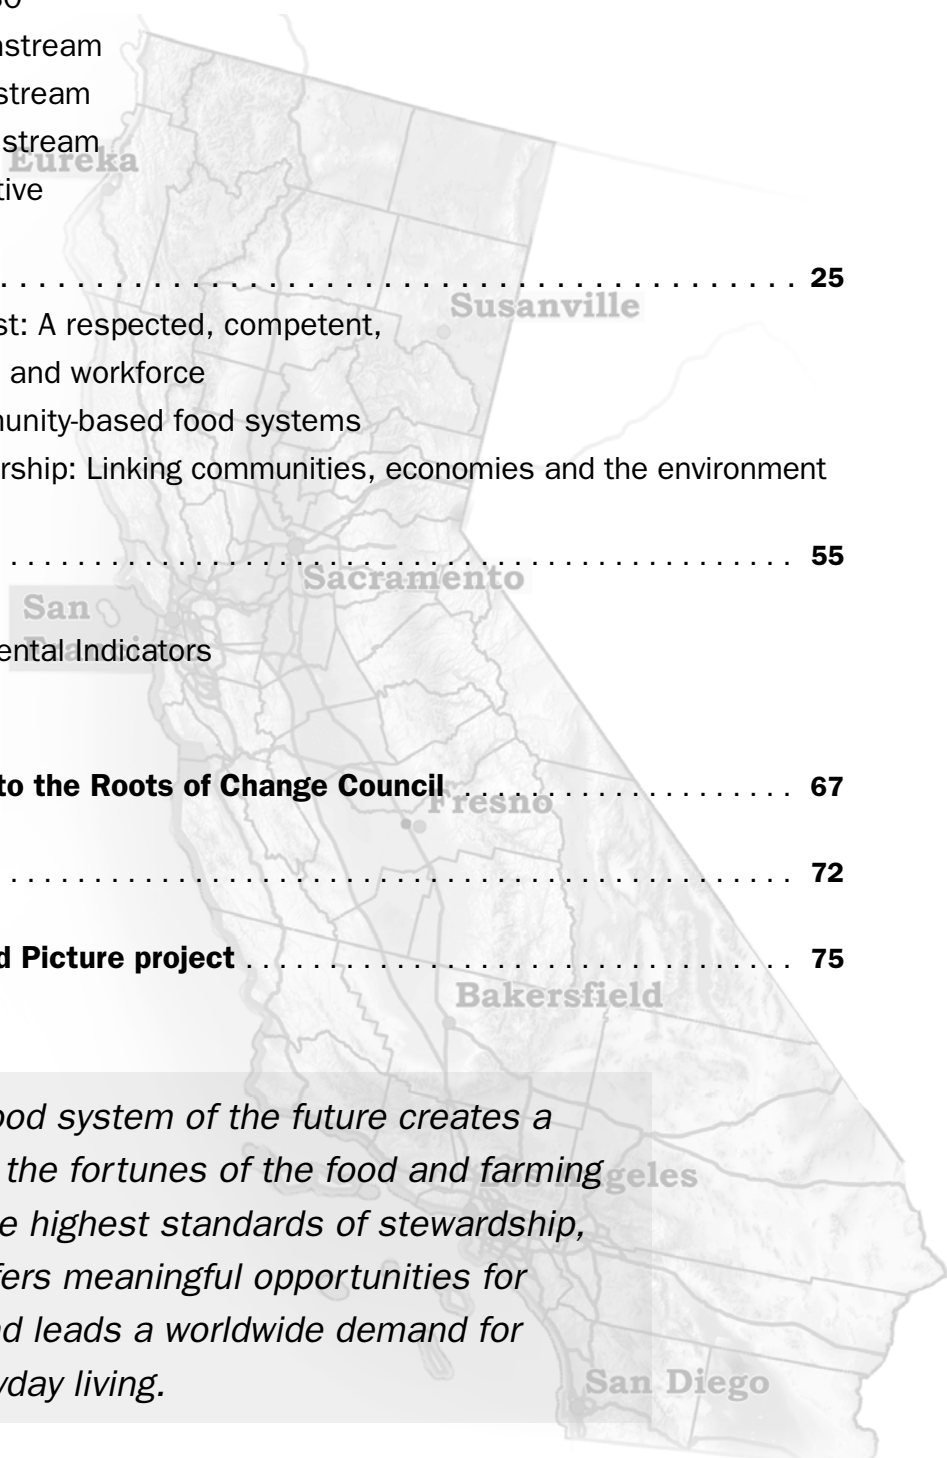 nstream
stream
stream
Eureka
tive
. . . . . . . . . . . . . . . . . . . . . . . . . . . . . . . . . . . . . . . . . . . 25
Susanville
st: A respected, competent,
and workforce
unity-based food systems
rship: Linking communities, economies and the environment
. . . . . . . . . . . . . . . . . . . . . . . . . . . . . . . . . . . . . . . . . . . 55
Sacramento
San
ental Indicators
to the Roots of Change Council . . . . . . . . . . . . . . . . . . 67
Fresno
. . . . . . . . . . . . . . . . . . . . . . . . . . . . . . . . . . . . . . . . . . . 72
d Picture project . . . . . . . . . . . . . . . . . . . . . . . . . . . . . . 75
Bakersfield
ood system of the future creates a
the fortunes of the food and farming
geles
e highest standards of stewardship,
fers meaningful opportunities for
nd leads a worldwide demand for
yday living.
San Diego